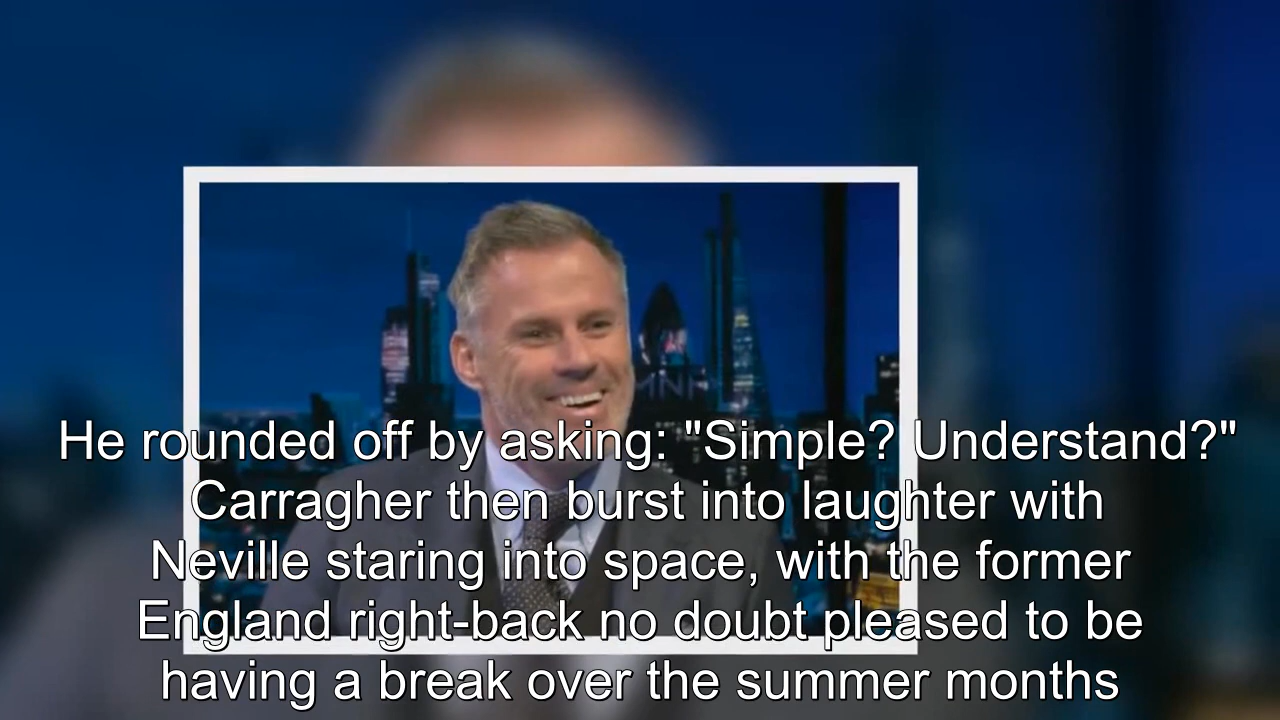 He rounded off by asking: "Simple? Understand?"
Carragher then burst into laughter with
Neville staring into space, with the former
England right-back no doubt pleased to be
having a break over the summer months